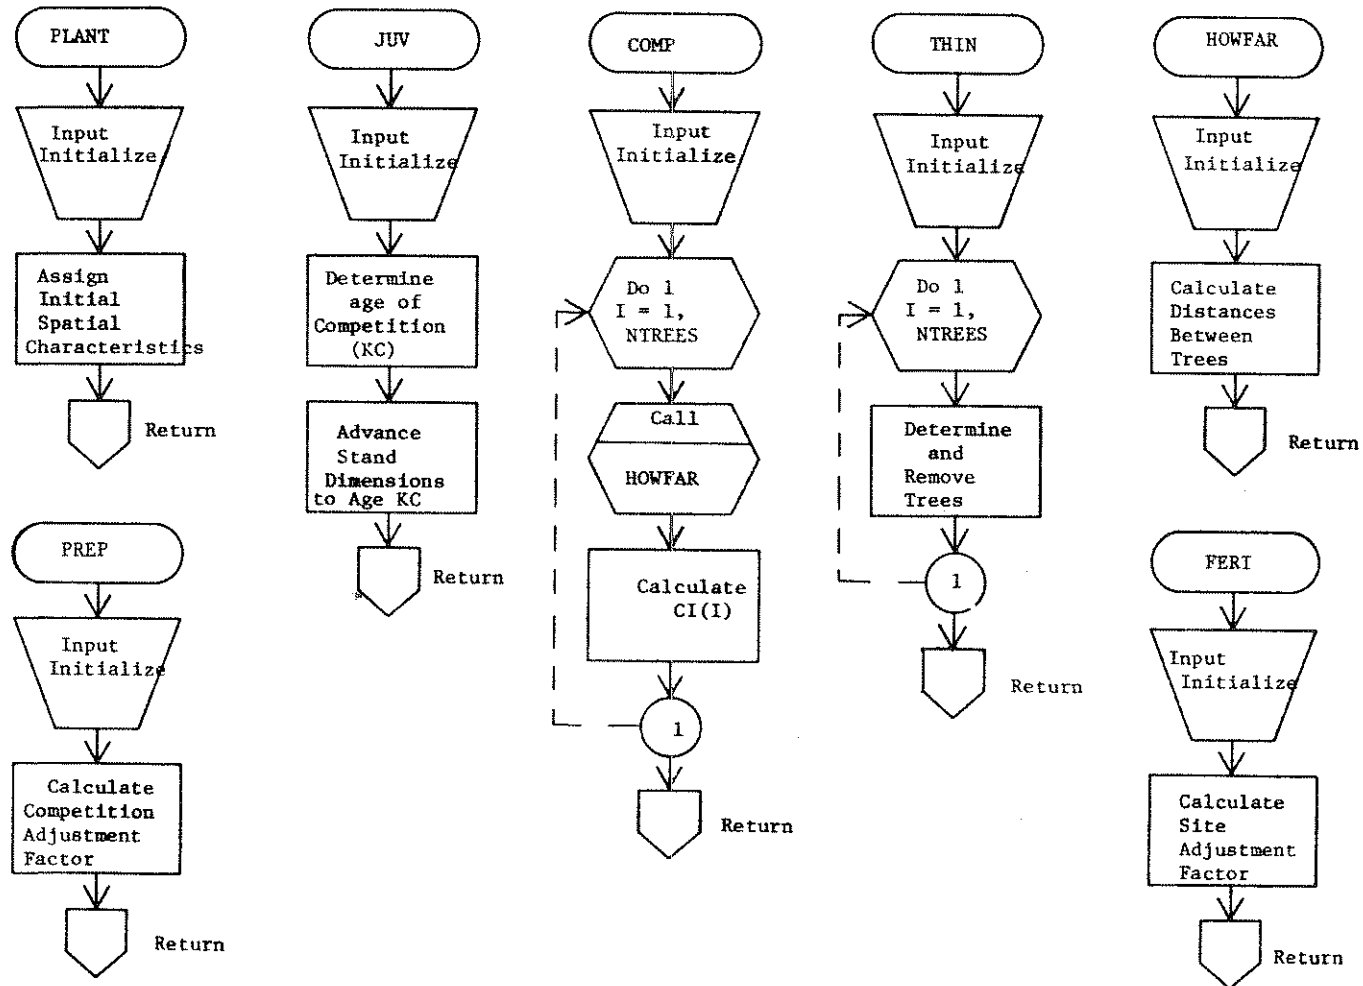 PLANT
Input
Initialize
Assign
Initial
Spatial
Characteristics
Return
PREP
Input
Initialize
Calculate
Competition
Adjustment
Factor
Return
JUV
Input
Initialize
Determine
age of
Competition
(KC)
Advance
Stand
Dimensions
to Age KC
Return
COMP
Input
Initialize
Do 1
I = 1,
NTREES
Call
HOWFAR
Calculate
CI(I)
1
Return
THIN
Input
Initialize
Do 1
I = 1,
NTREES
Determine
and
Remove
Trees
1
Return
HOWFAR
Input
Initialize
Calculate
Distances
Between
Trees
Return
FERT
Input
Initialize
Calculate
Site
Adjustment
Factor
Return